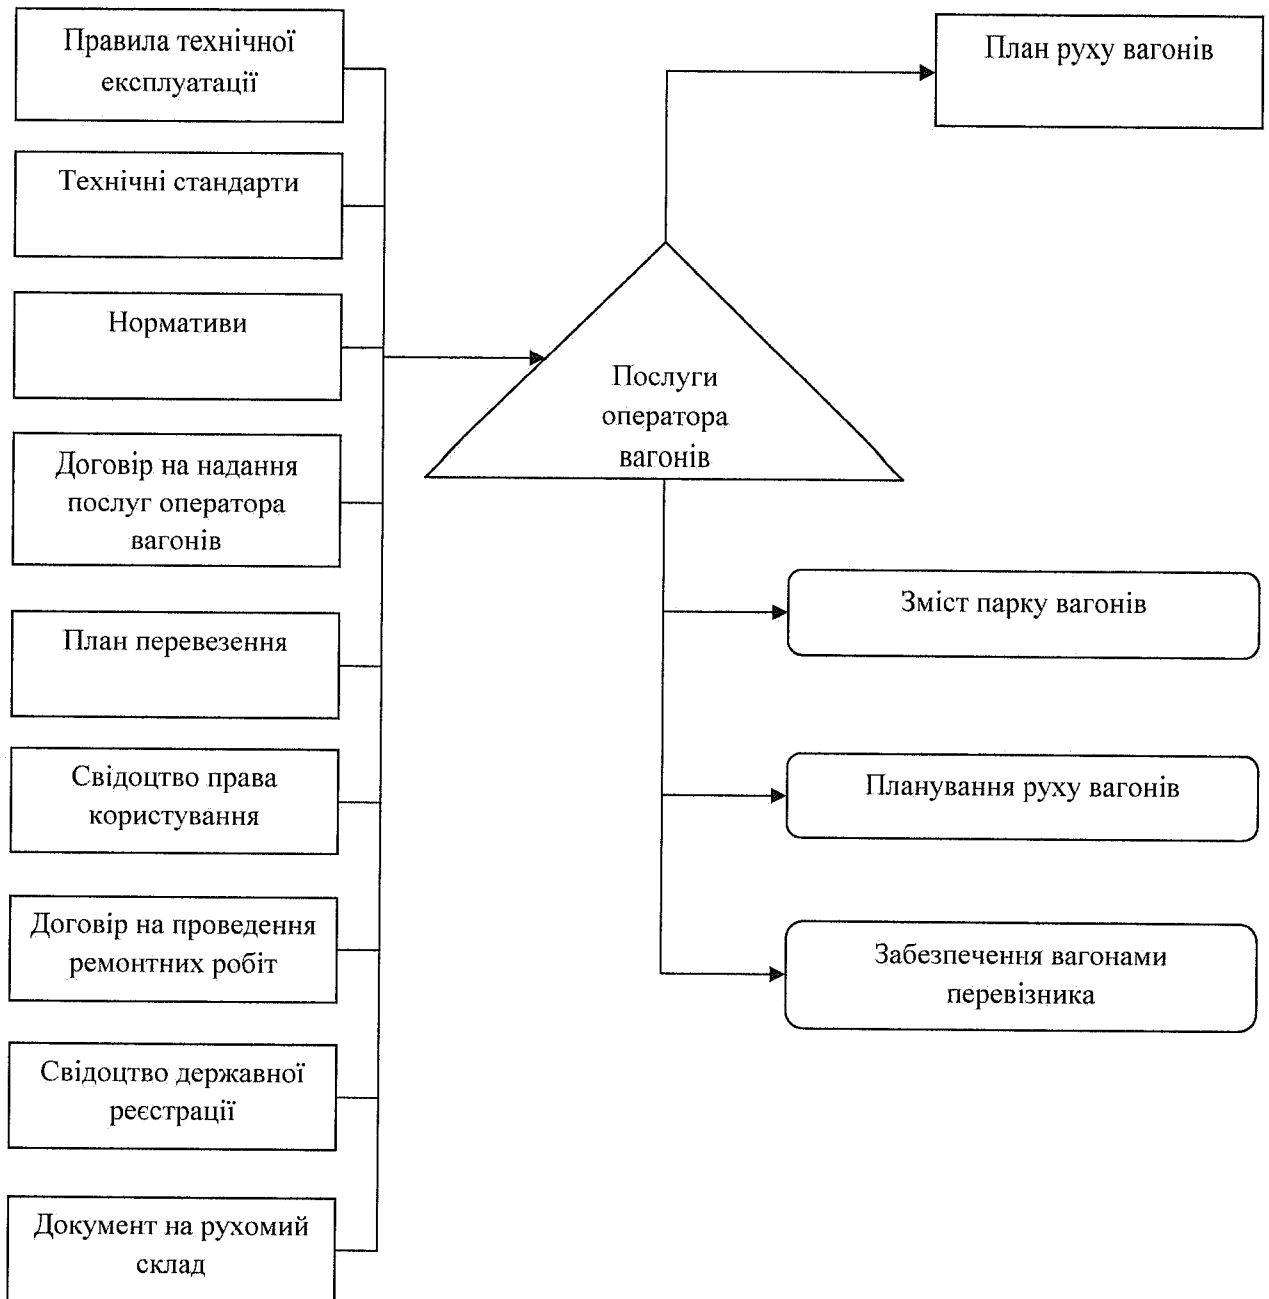 Правила технічної
експлуатації
Технічні стандарти
Нормативи
Договір на надання
послуг оператора
вагонів
План перевезення
Свідоцтво права
користування
Договір на проведення
ремонтних робіт
Свідоцтво державної
реєстрації
Документ на рухомий
склад
План руху вагонів
Послуги
оператора
вагонів
Зміст парку вагонів
Планування руху вагонів
Забезпечення вагонами
перевізника